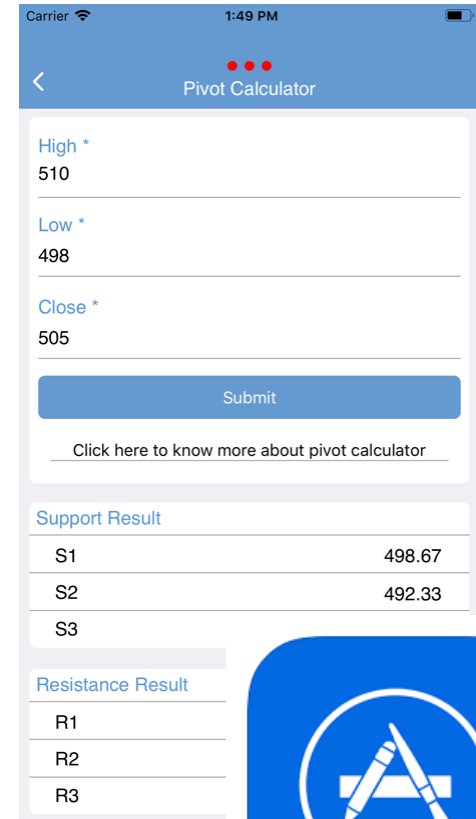 Carrier 1:49 PM
Pivot Calculator
High *
510
Low *
498
Close *
505
Submit
Click here to know more about pivot calculator
Support Result
S1 498.67
S2 492.33
S3
Resistance Result
R1
R2
R3